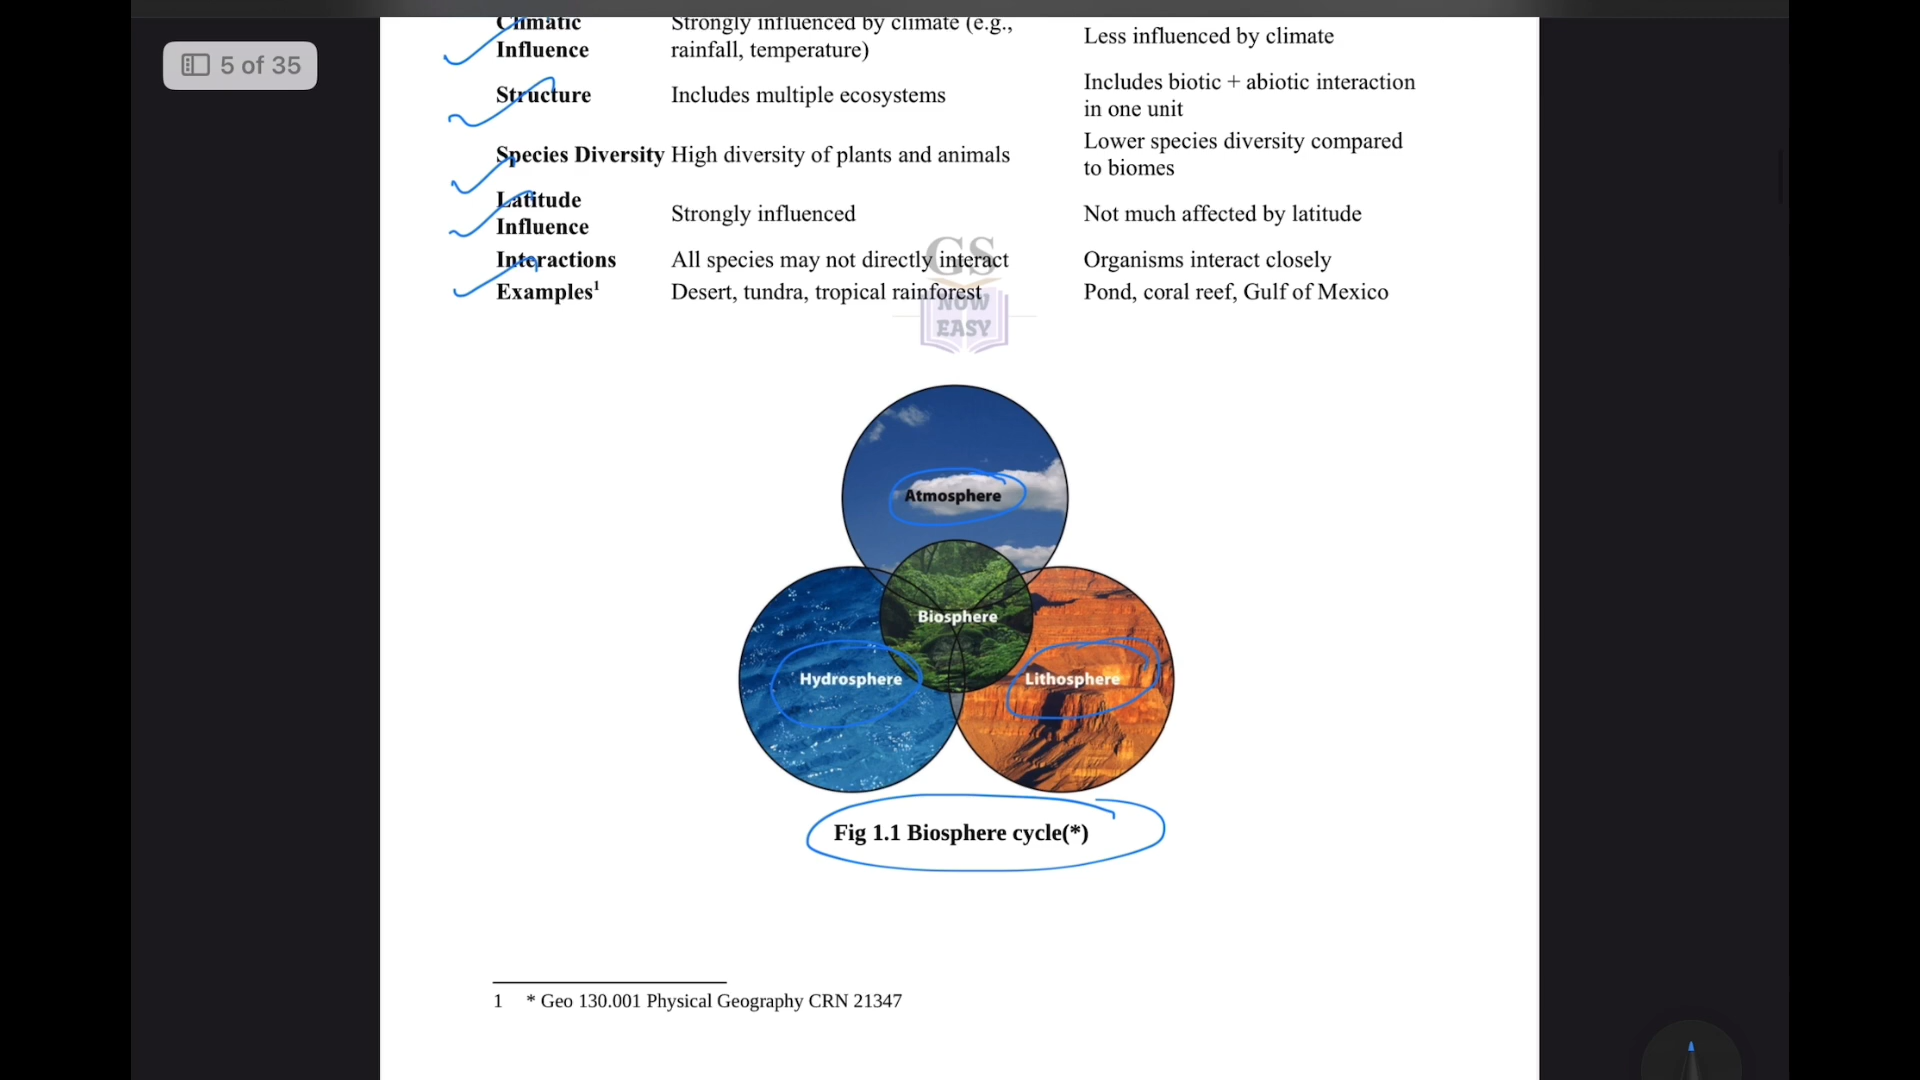 5 of 35
Climatic
Influence
Strongly influenced by climate (e.g.,
rainfall, temperature)
Less influenced by climate
Structure
Includes multiple ecosystems
Includes biotic + abiotic interaction
in one unit
Species Diversity
High diversity of plants and animals
Lower species diversity compared
to biomes
Latitude
Influence
Strongly influenced
Not much affected by latitude
Interactions
All species may not directly interact
Organisms interact closely
Examples1
Desert, tundra, tropical rainforest
Pond, coral reef, Gulf of Mexico
GS
NOW
EASY
Atmosphere
Biosphere
Hydrosphere
Lithosphere
Fig 1.1 Biosphere cycle(*)
1 * Geo 130.001 Physical Geography CRN 21347